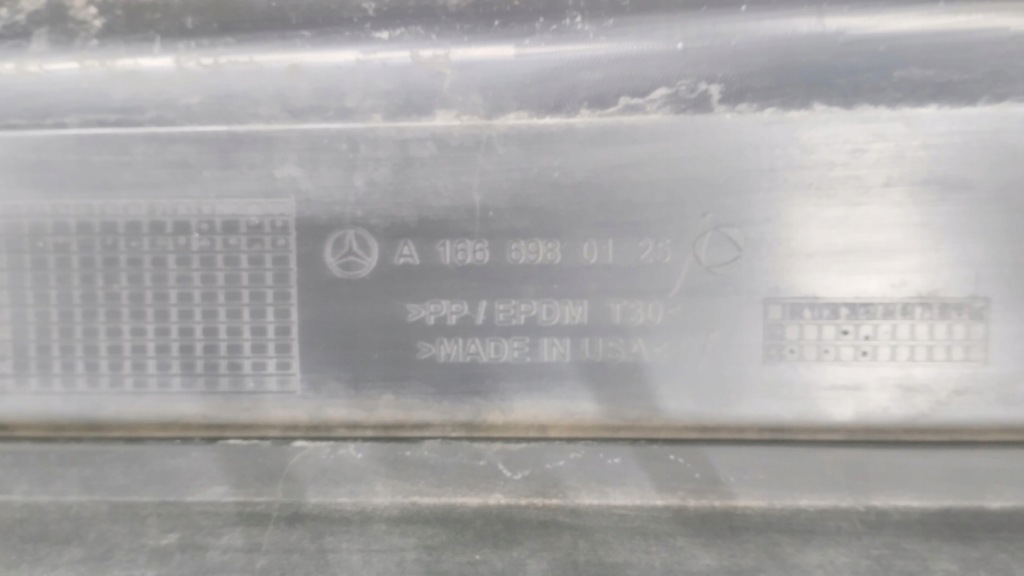 A 166 698 01 26
>PP/EPDM T30<
>MADE IN USA<